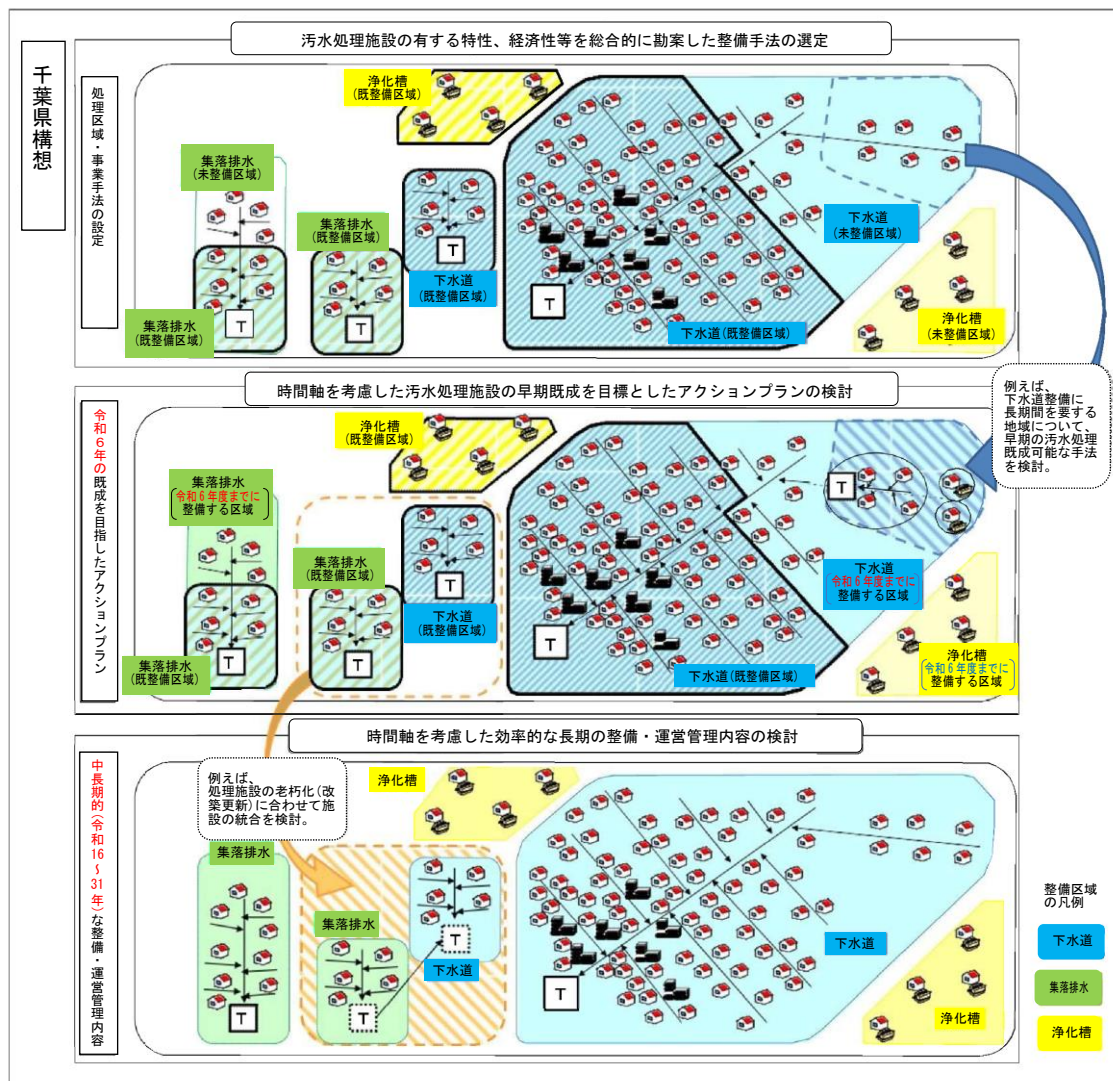 千葉県構想
汚水処理施設の有する特性、経済性等を総合的に勘案した整備手法の選定
処理区域・事業手法の設定
浄化槽
(既整備区域)
集落排水
(未整備区域)
集落排水
(既整備区域)
T
下水道
(既整備区域)
下水道
(未整備区域)
T
集落排水
(既整備区域)
T
T
下水道(既整備区域)
浄化槽
(未整備区域)
例えば、
下水道整備に
長期間を要する
地域について、
早期の汚水処理
既成可能な手法
を検討。
時間軸を考慮した汚水処理施設の早期既成を目標としたアクションプランの検討
令和6年の既成を目指したアクションプラン
浄化槽
(既整備区域)
集落排水
令和6年度までに
整備する区域
T
集落排水
(既整備区域)
T
下水道
(既整備区域)
下水道
令和6年度までに
整備する区域
T
集落排水
(既整備区域)
T
T
下水道(既整備区域)
浄化槽
令和6年度までに
整備する区域
時間軸を考慮した効率的な長期の整備・運営管理内容の検討
中長期的(令和16~31年)な整備・運営管理内容
例えば、
処理施設の老朽化(改
築更新)に合わせて施
設の統合を検討。
浄化槽
集落排水
集落排水
T
下水道
T
T
T
下水道
浄化槽
整備区域
の凡例
下水道
集落排水
浄化槽